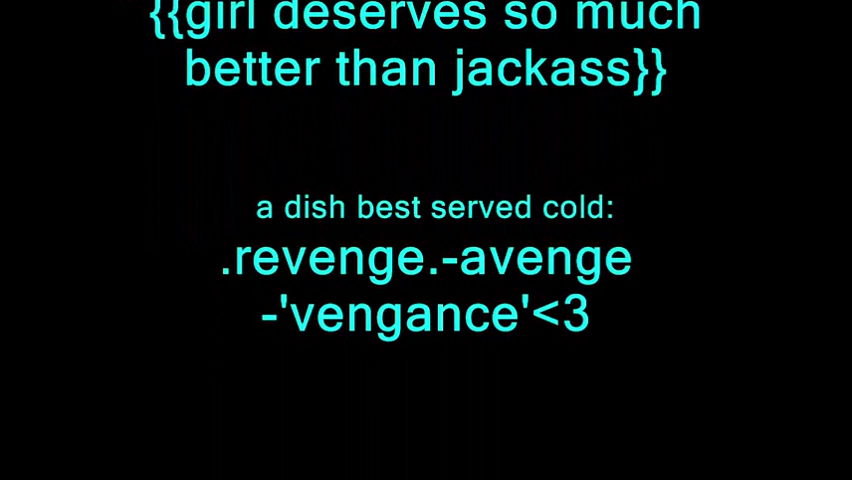 {{girl deserves so much
better than jackass}}
a dish best served cold:
.revenge.-avenge
-'vengance'<3